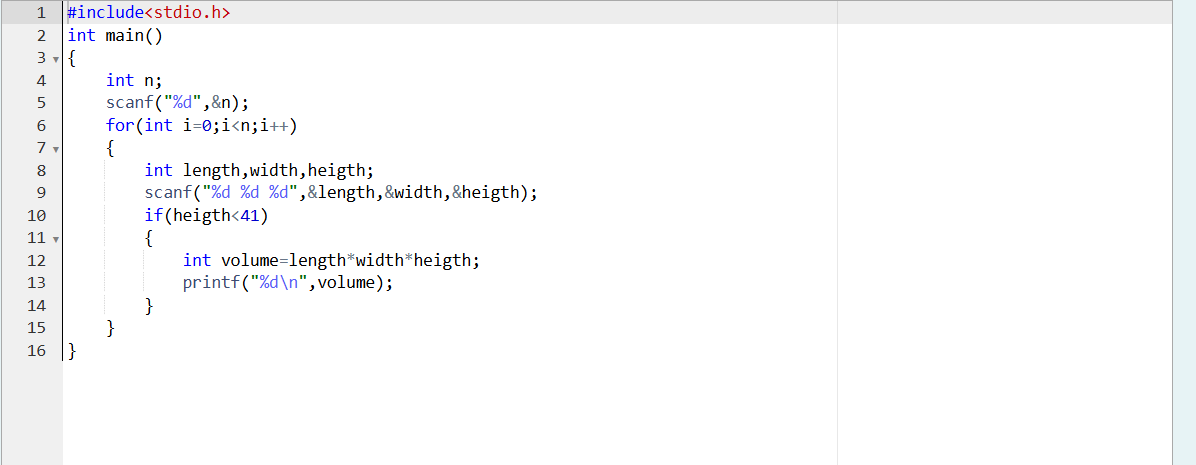 1 #include<stdio.h>
2 int main()
3 {
4 int n;
5 scanf("%d",&n);
6 for(int i=0;i<n;i++)
7 {
8 int length,width,heigth;
9 scanf("%d %d %d",&length,&width,&heigth);
10 if(heigth<41)
11 {
12 int volume=length*width*heigth;
13 printf("%d\n",volume);
14 }
15 }
16 }